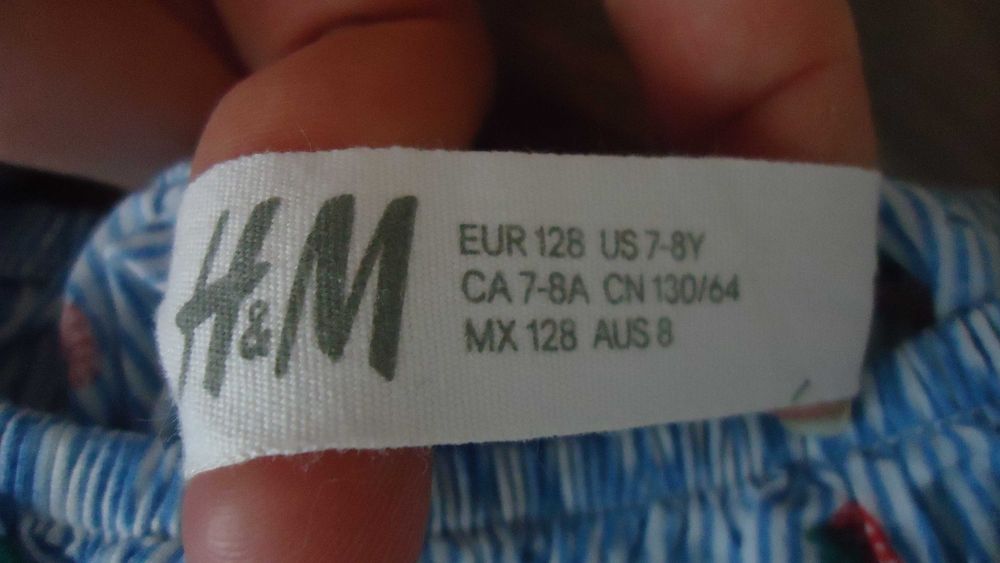 H&M
EUR 128 US 7-8Y
CA 7-8A CN 130/64
MX 128 AUS 8